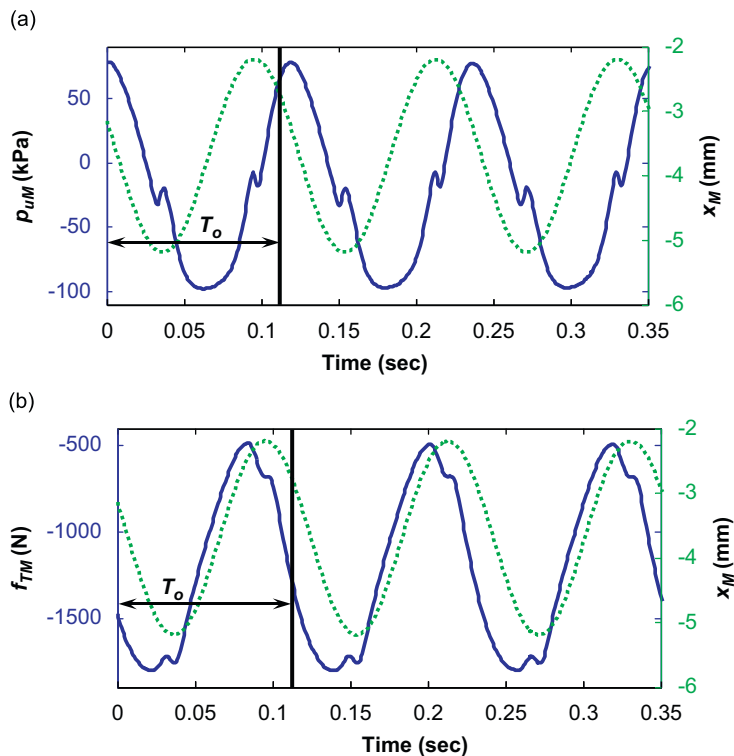 (a)
50
0
-50
-100
p_uM (kPa)
-2
-3
-4
-5
-6
x_M (mm)
T_o
0 0.05 0.1 0.15 0.2 0.25 0.3 0.35
Time (sec)
(b)
-500
-1000
-1500
f_TM (N)
-2
-3
-4
-5
-6
x_M (mm)
T_o
0 0.05 0.1 0.15 0.2 0.25 0.3 0.35
Time (sec)